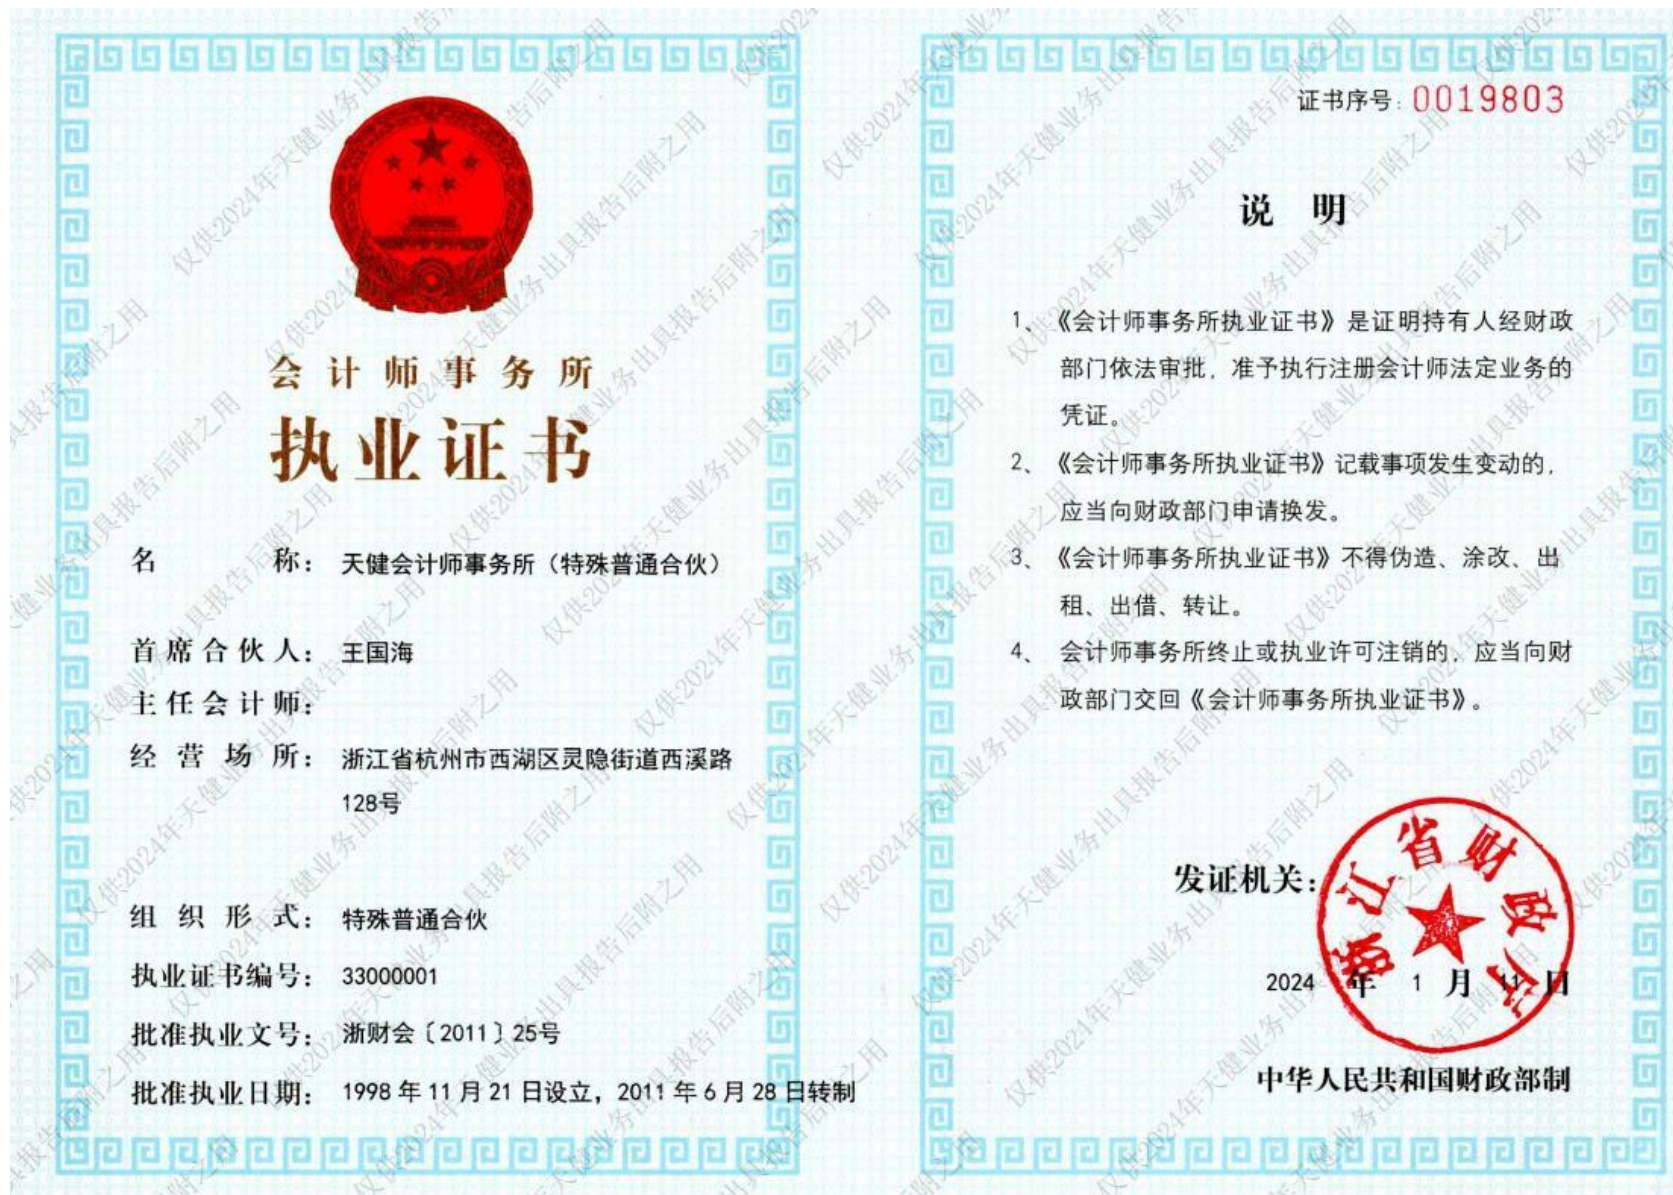 会计师事务所
执业证书
名称：天健会计师事务所（特殊普通合伙）
首席合伙人：王国海
主任会计师：
经营场所：浙江省杭州市西湖区灵隐街道西溪路
128号
组织形式：特殊普通合伙
执业证书编号：33000001
批准执业文号：浙财会〔2011〕25号
批准执业日期：1998年11月21日设立，2011年6月28日转制
证书序号：0019803
说明
1、《会计师事务所执业证书》是证明持有人经财政
部门依法审批，准予执行注册会计师法定业务的
凭证。
2、《会计师事务所执业证书》记载事项发生变动的，
应当向财政部门申请换发。
3、《会计师事务所执业证书》不得伪造、涂改、出
租、出借、转让。
4、会计师事务所终止或执业许可注销的，应当向财
政部门交回《会计师事务所执业证书》。
发证机关：
浙江省财政厅
2024年1月11日
中华人民共和国财政部制
仅供2024年天健业务出具报告后附之用